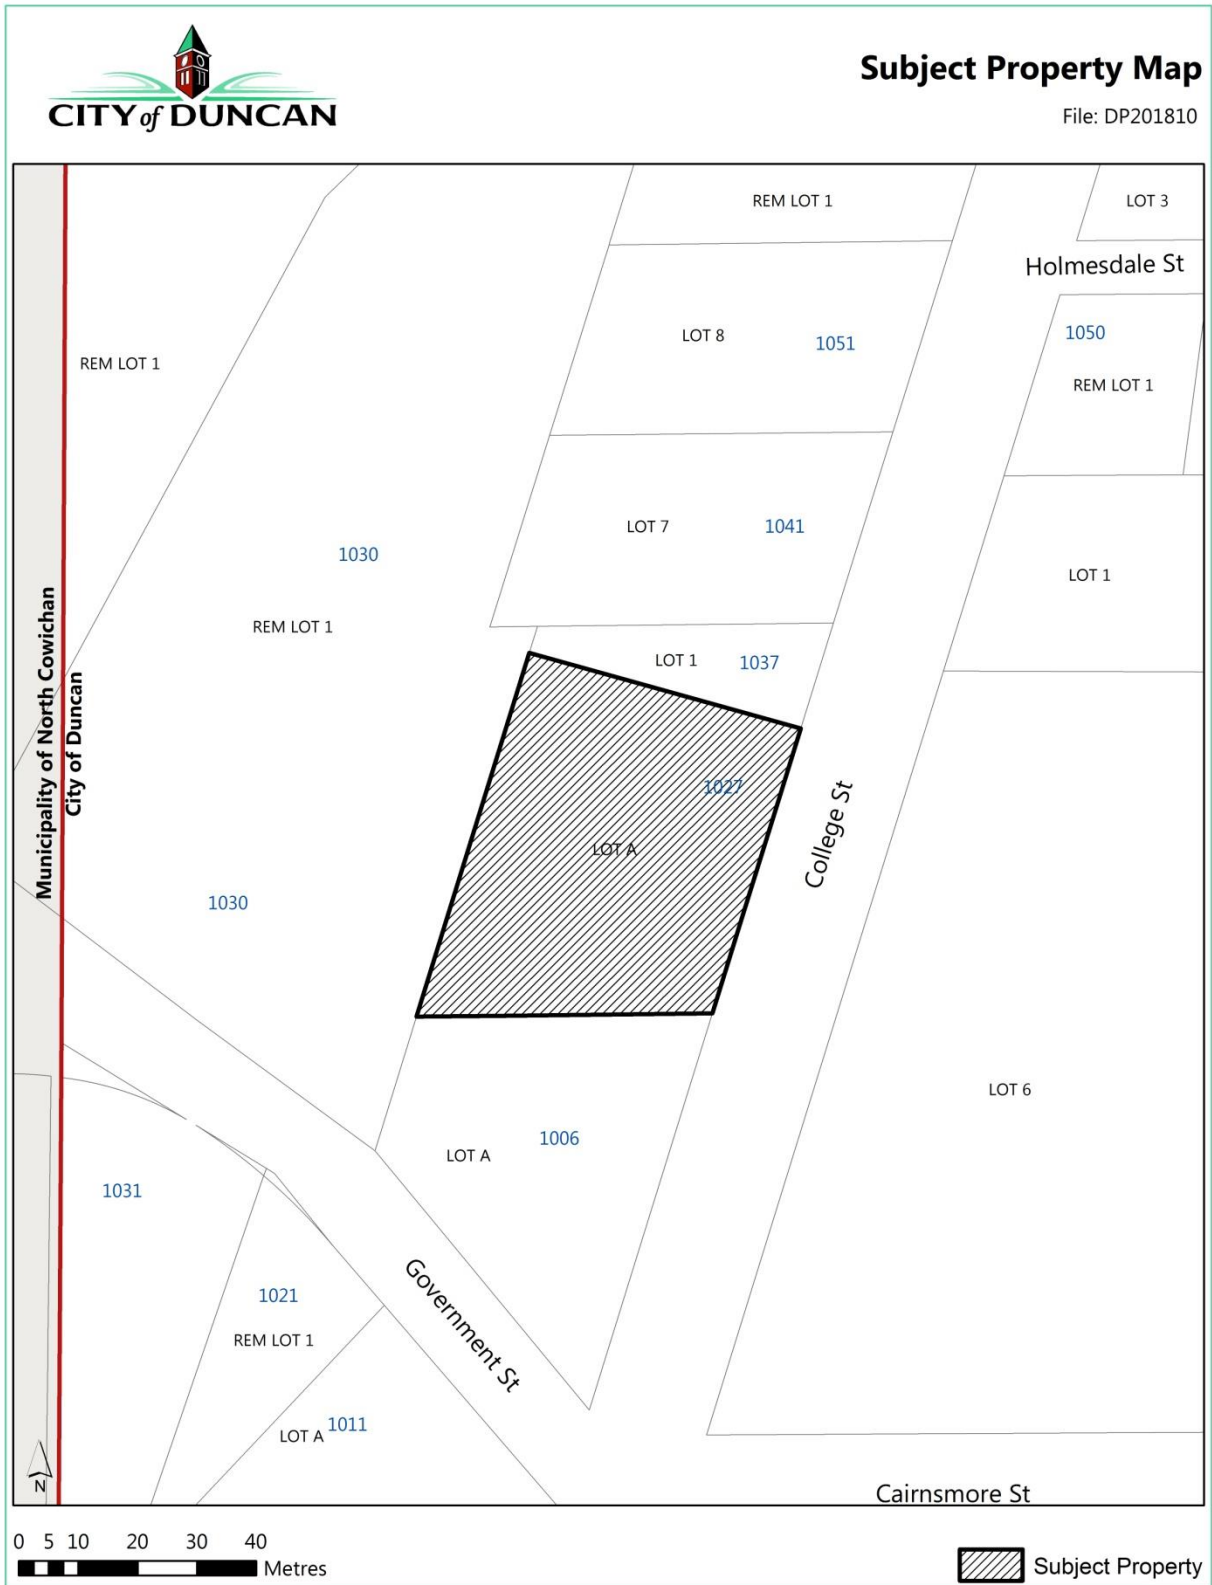 CITY of DUNCAN
Subject Property Map
File: DP201810
REM LOT 1
LOT 3
Holmesdale St
LOT 8
1051
1050
REM LOT 1
REM LOT 1
LOT 7
1041
1030
LOT 1
REM LOT 1
LOT 1
1037
Municipality of North Cowichan
City of Duncan
1027
College St
LOT A
1030
LOT 6
1006
LOT A
1031
Government St
1021
REM LOT 1
LOT A
1011
N
Cairnsmore St
0 5 10 20 30 40
Metres
Subject Property